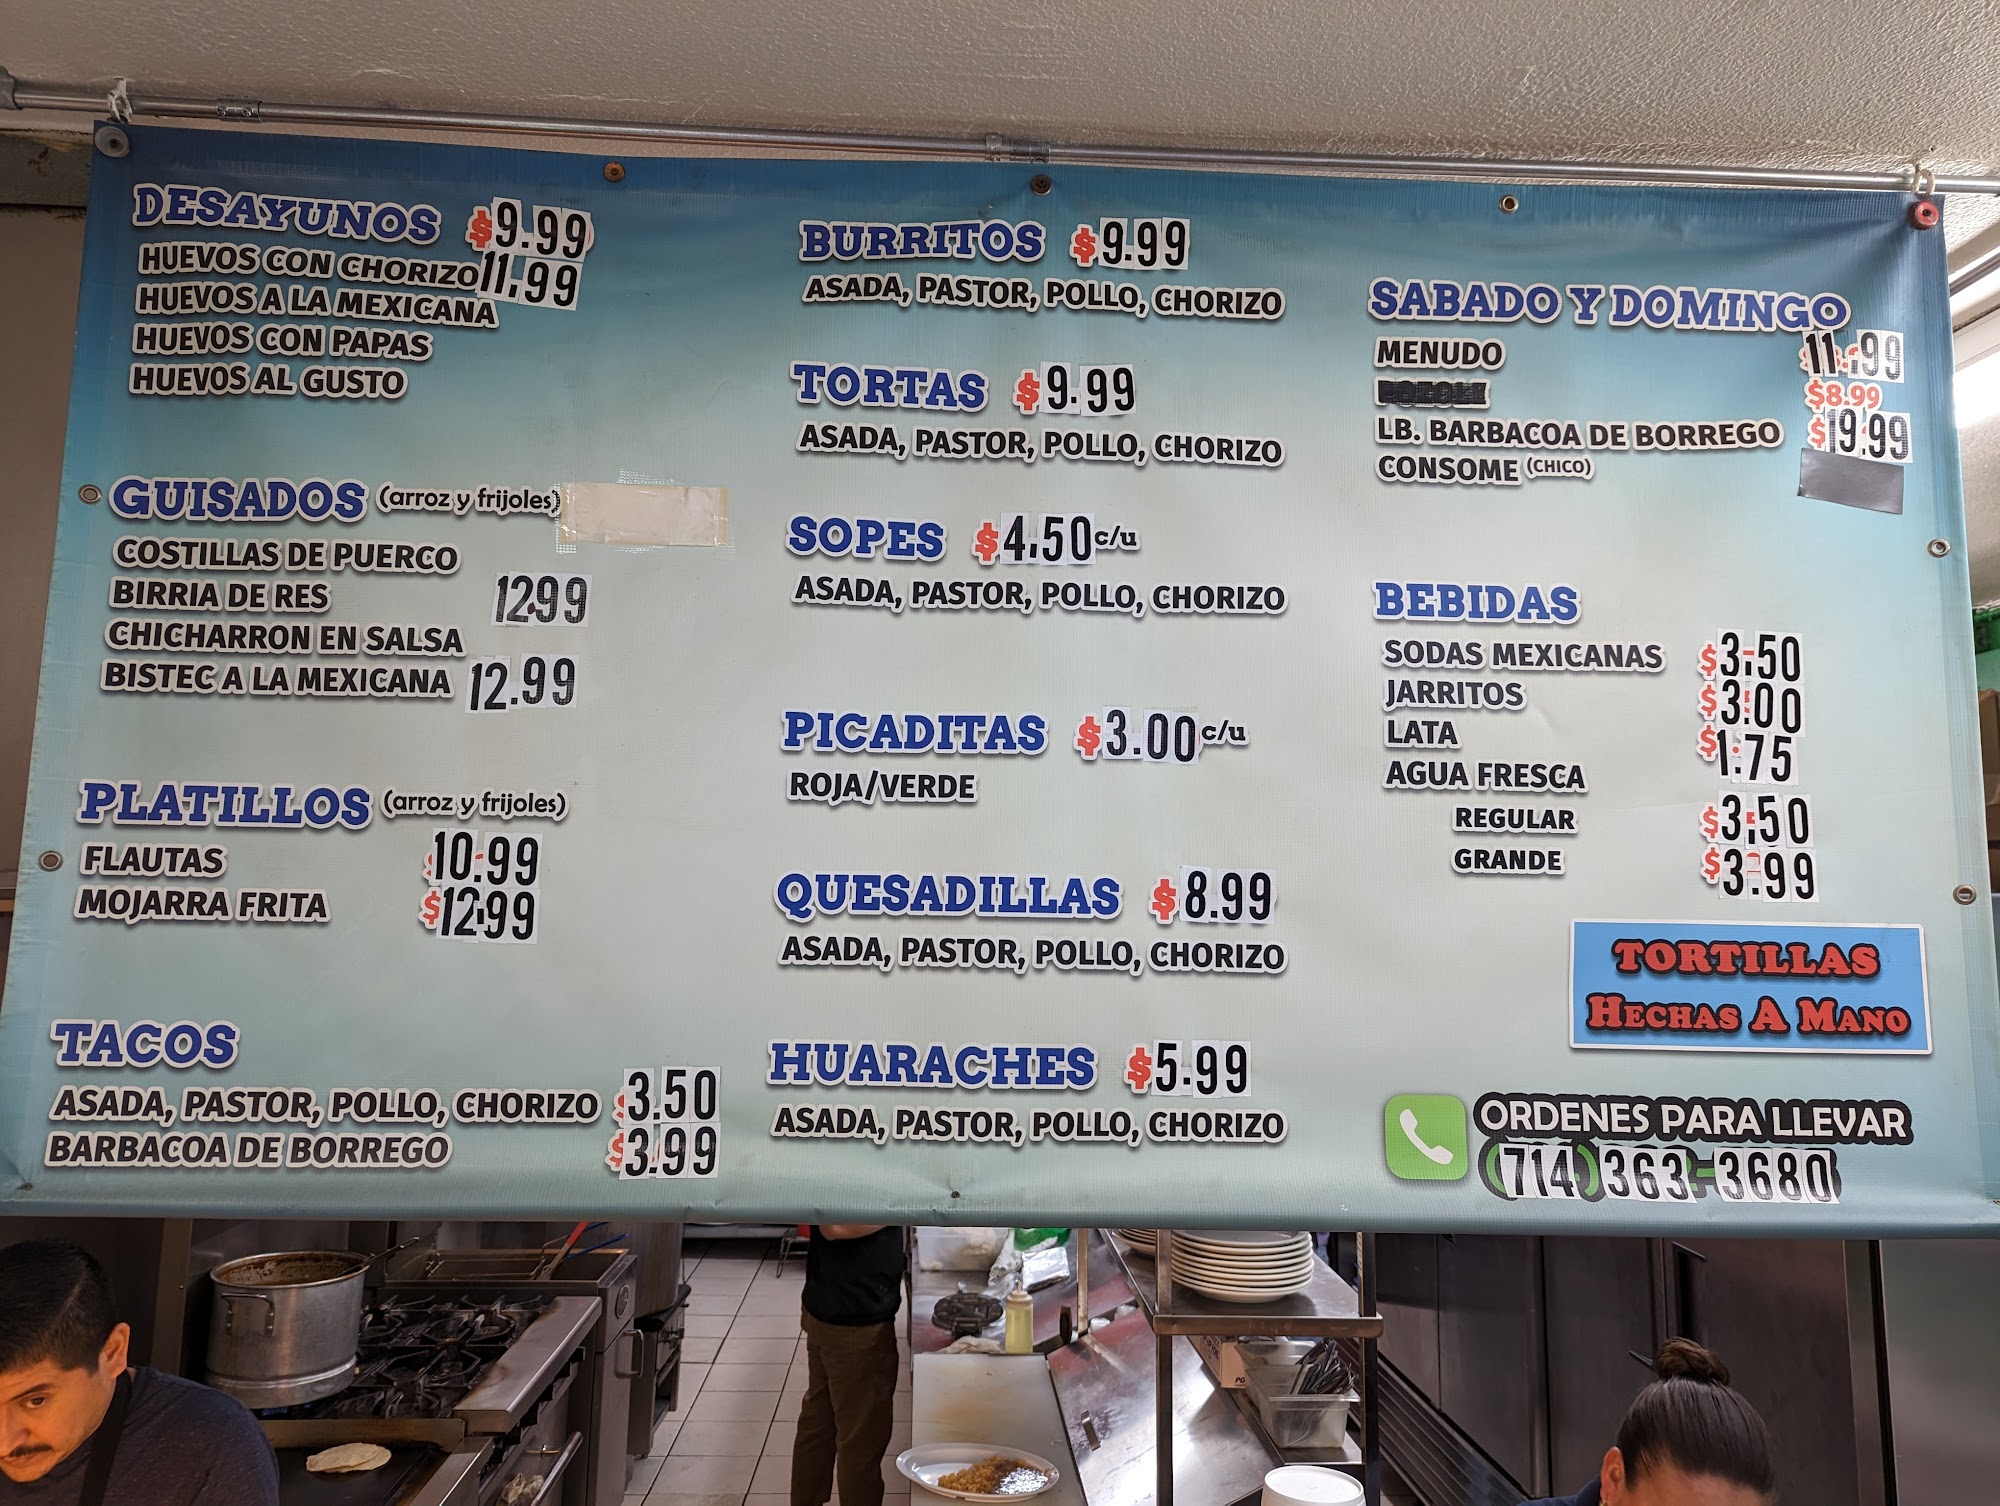 DESAYUNOS $9.99
HUEVOS CON CHORIZO 11.99
HUEVOS A LA MEXICANA
HUEVOS CON PAPAS
HUEVOS AL GUSTO
GUISADOS (arroz y frijoles)
COSTILLAS DE PUERCO
BIRRIA DE RES 12.99
CHICHARRON EN SALSA
BISTEC A LA MEXICANA 12.99
PLATILLOS (arroz y frijoles)
FLAUTAS 10.99
MOJARRA FRITA $12.99
TACOS
ASADA, PASTOR, POLLO, CHORIZO $3.50
BARBACOA DE BORREGO $3.99
BURRITOS $9.99
ASADA, PASTOR, POLLO, CHORIZO
TORTAS $9.99
ASADA, PASTOR, POLLO, CHORIZO
SOPES $4.50 c/u
ASADA, PASTOR, POLLO, CHORIZO
PICADITAS $3.00 c/u
ROJA/VERDE
QUESADILLAS $8.99
ASADA, PASTOR, POLLO, CHORIZO
HUARACHES $5.99
ASADA, PASTOR, POLLO, CHORIZO
SABADO Y DOMINGO
MENUDO 11.99
$8.99
LB. BARBACOA DE BORREGO $19.99
CONSOME (CHICO)
BEBIDAS
SODAS MEXICANAS $3.50
JARRITOS $3.00
LATA $1.75
AGUA FRESCA
REGULAR $3.50
GRANDE $3.99
TORTILLAS
HECHAS A MANO
ORDENES PARA LLEVAR
(714) 363-3680